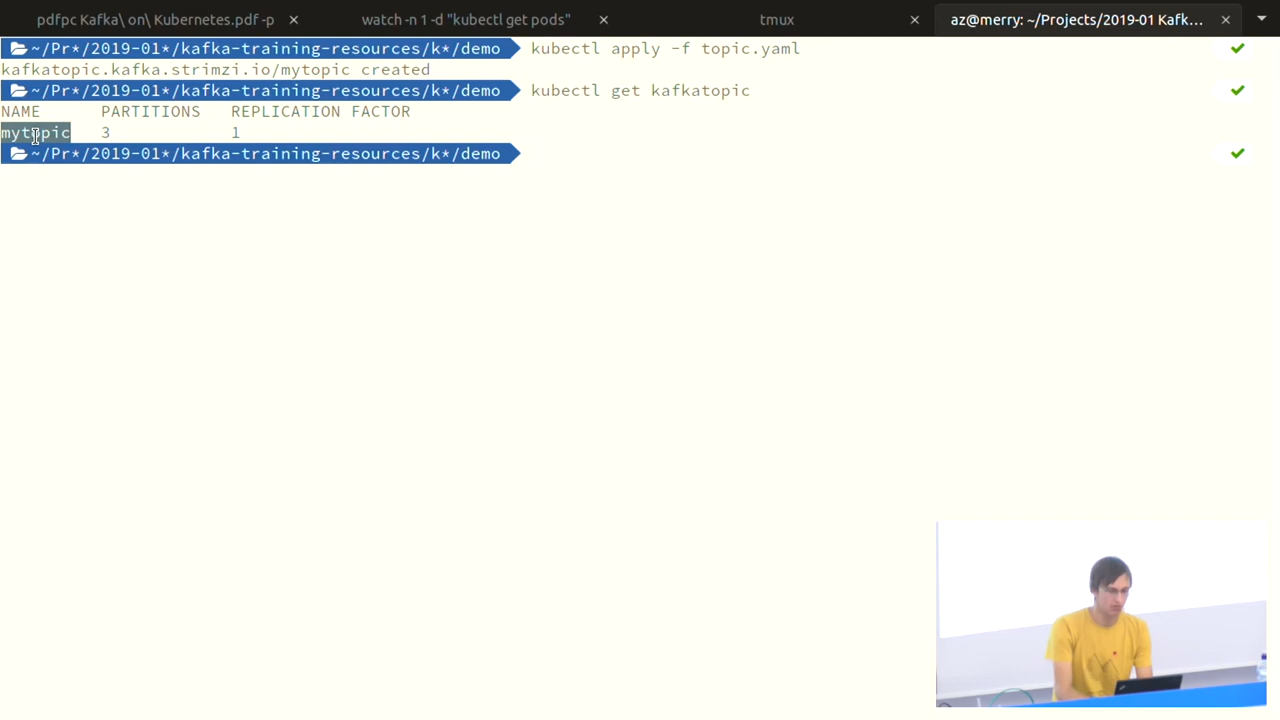 pdfpc Kafka\ on\ Kubernetes.pdf -p × watch -n 1 -d "kubectl get pods" × tmux × az@merry: ~/Projects/2019-01 Kafk... ×
~/Pr*/2019-01*/kafka-training-resources/k*/demo kubectl apply -f topic.yaml
kafkatopic.kafka.strimzi.io/mytopic created
~/Pr*/2019-01*/kafka-training-resources/k*/demo kubectl get kafkatopic
NAME PARTITIONS REPLICATION FACTOR
mytopic 3 1
~/Pr*/2019-01*/kafka-training-resources/k*/demo